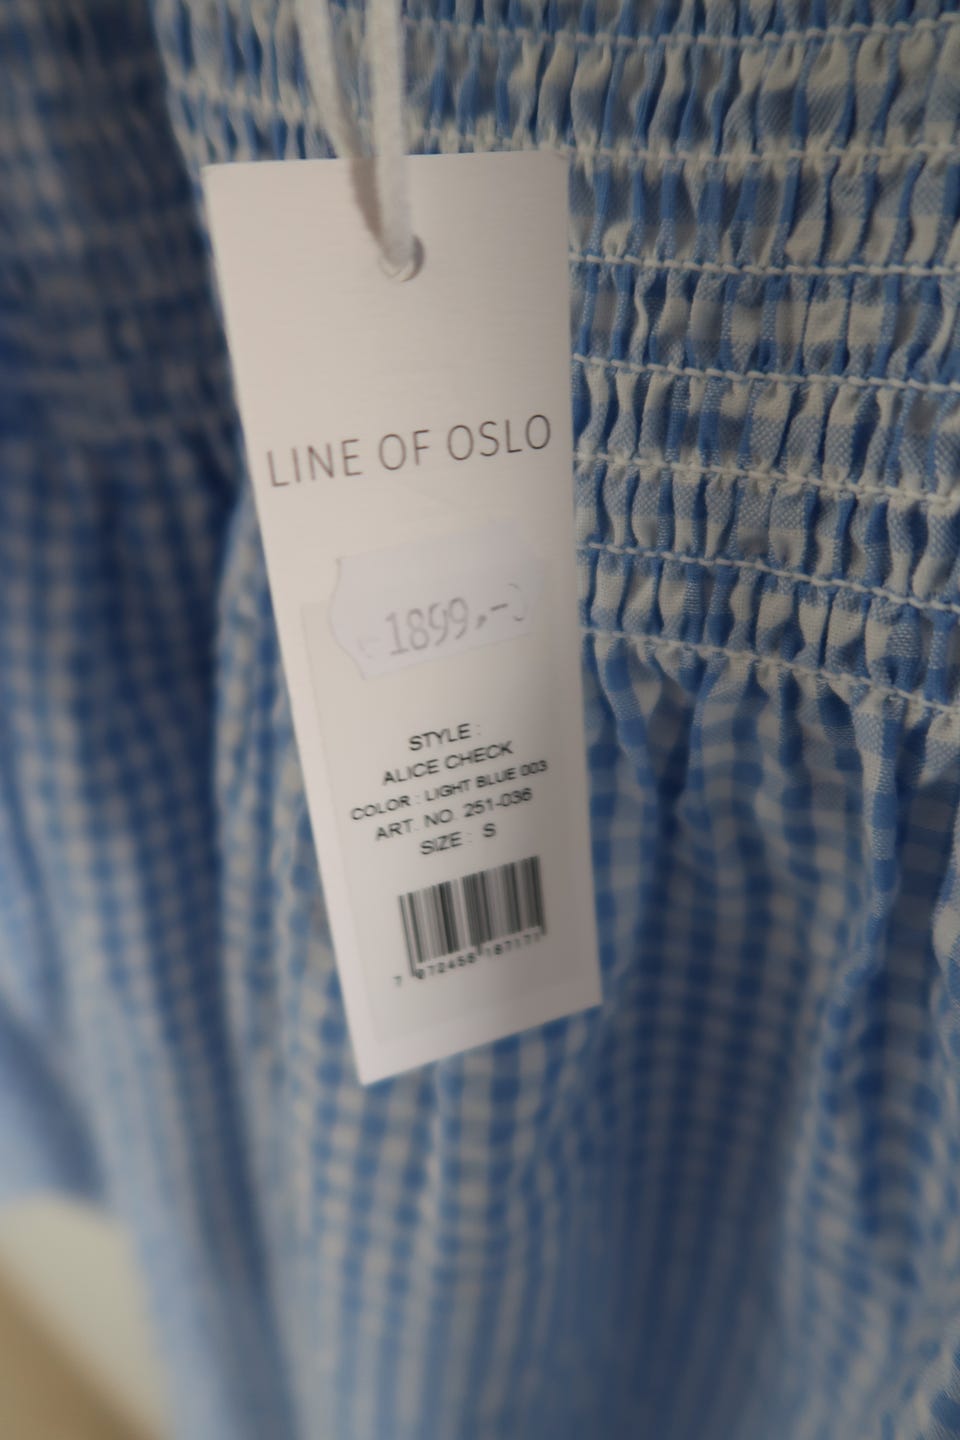 LINE OF OSLO
1899,-
STYLE :
ALICE CHECK
COLOR : LIGHT BLUE 003
ART. NO. 251-036
SIZE : S